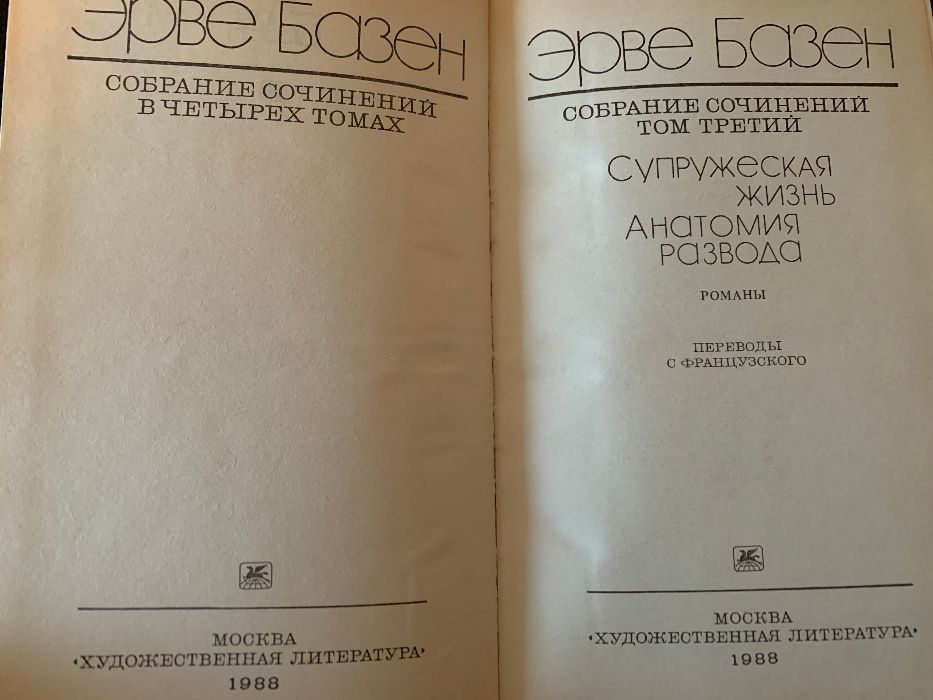 Эрве Базен
СОБРАНИЕ СОЧИНЕНИЙ
В ЧЕТЫРЕХ ТОМАХ
МОСКВА
«ХУДОЖЕСТВЕННАЯ ЛИТЕРАТУРА»
1988
Эрве Базен
СОБРАНИЕ СОЧИНЕНИЙ
ТОМ ТРЕТИЙ
Супружеская
жизнь
Анатомия
развода
РОМАНЫ
ПЕРЕВОДЫ
С ФРАНЦУЗСКОГО
МОСКВА
«ХУДОЖЕСТВЕННАЯ ЛИТЕРАТУРА»
1988